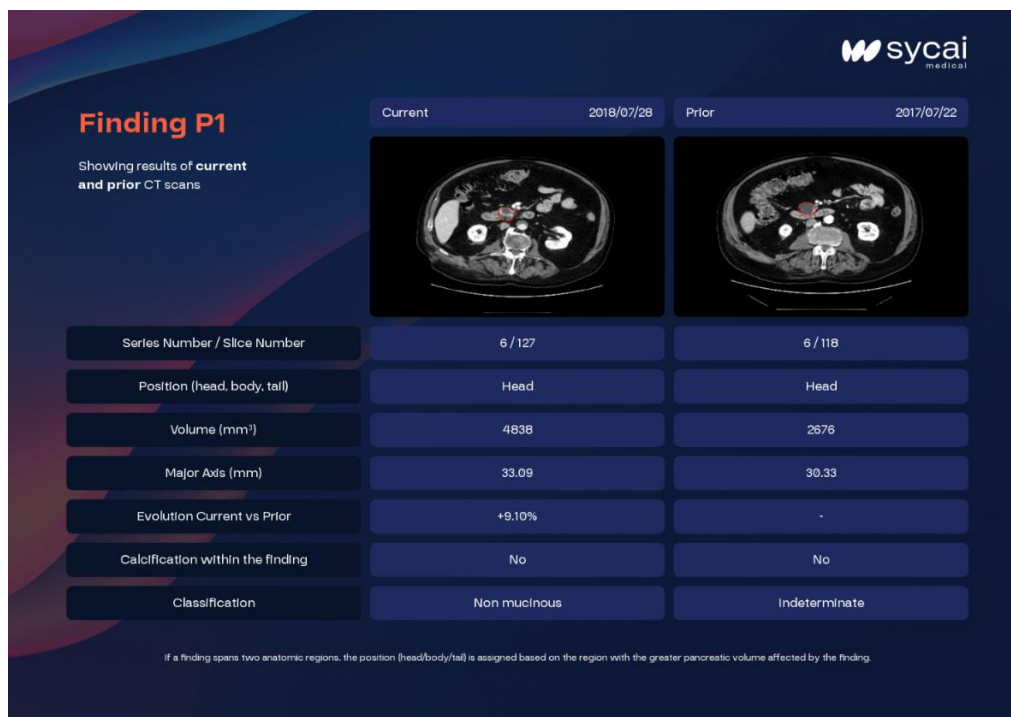 sycai
medical
Finding P1
Showing results of current
and prior CT scans
Current 2018/07/28 Prior 2017/07/22
Series Number / Slice Number 6 / 127 6 / 118
Position (head, body, tail) Head Head
Volume (mm³) 4838 2676
Major Axis (mm) 33.09 30.33
Evolution Current vs Prior +9.10% -
Calcification within the finding No No
Classification Non mucinous Indeterminate
If a finding spans two anatomic regions, the position (head/body/tail) is assigned based on the region with the greater pancreatic volume affected by the finding.